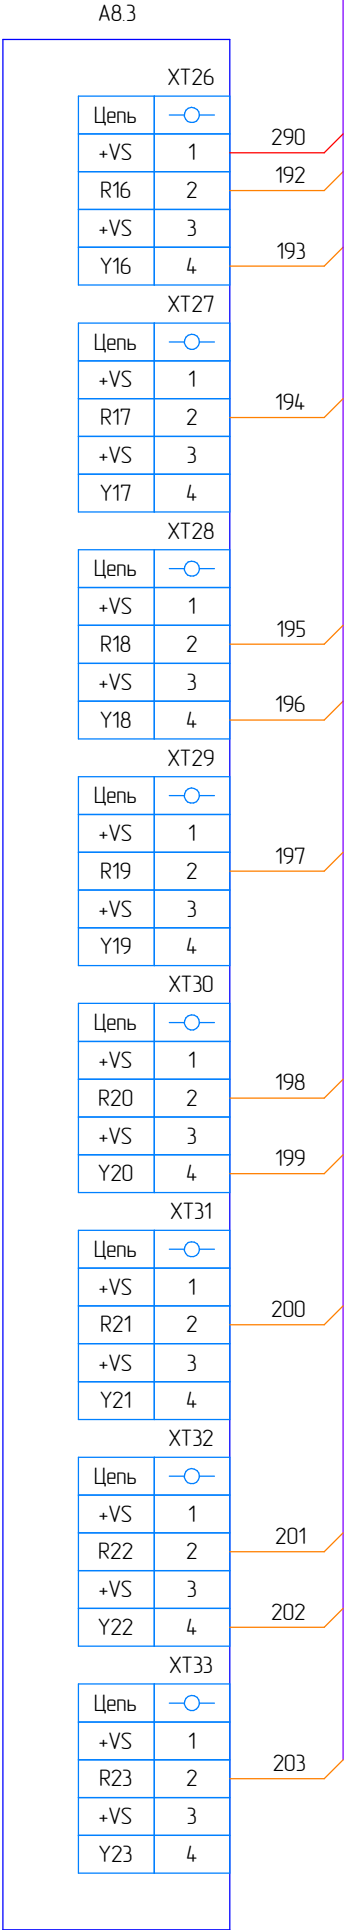 A8.3
XT26
Цепь
+VS 1 290
R16 2 192
+VS 3
Y16 4 193
XT27
Цепь
+VS 1
R17 2 194
+VS 3
Y17 4
XT28
Цепь
+VS 1
R18 2 195
+VS 3
Y18 4 196
XT29
Цепь
+VS 1
R19 2 197
+VS 3
Y19 4
XT30
Цепь
+VS 1
R20 2 198
+VS 3
Y20 4 199
XT31
Цепь
+VS 1
R21 2 200
+VS 3
Y21 4
XT32
Цепь
+VS 1
R22 2 201
+VS 3
Y22 4 202
XT33
Цепь
+VS 1
R23 2 203
+VS 3
Y23 4